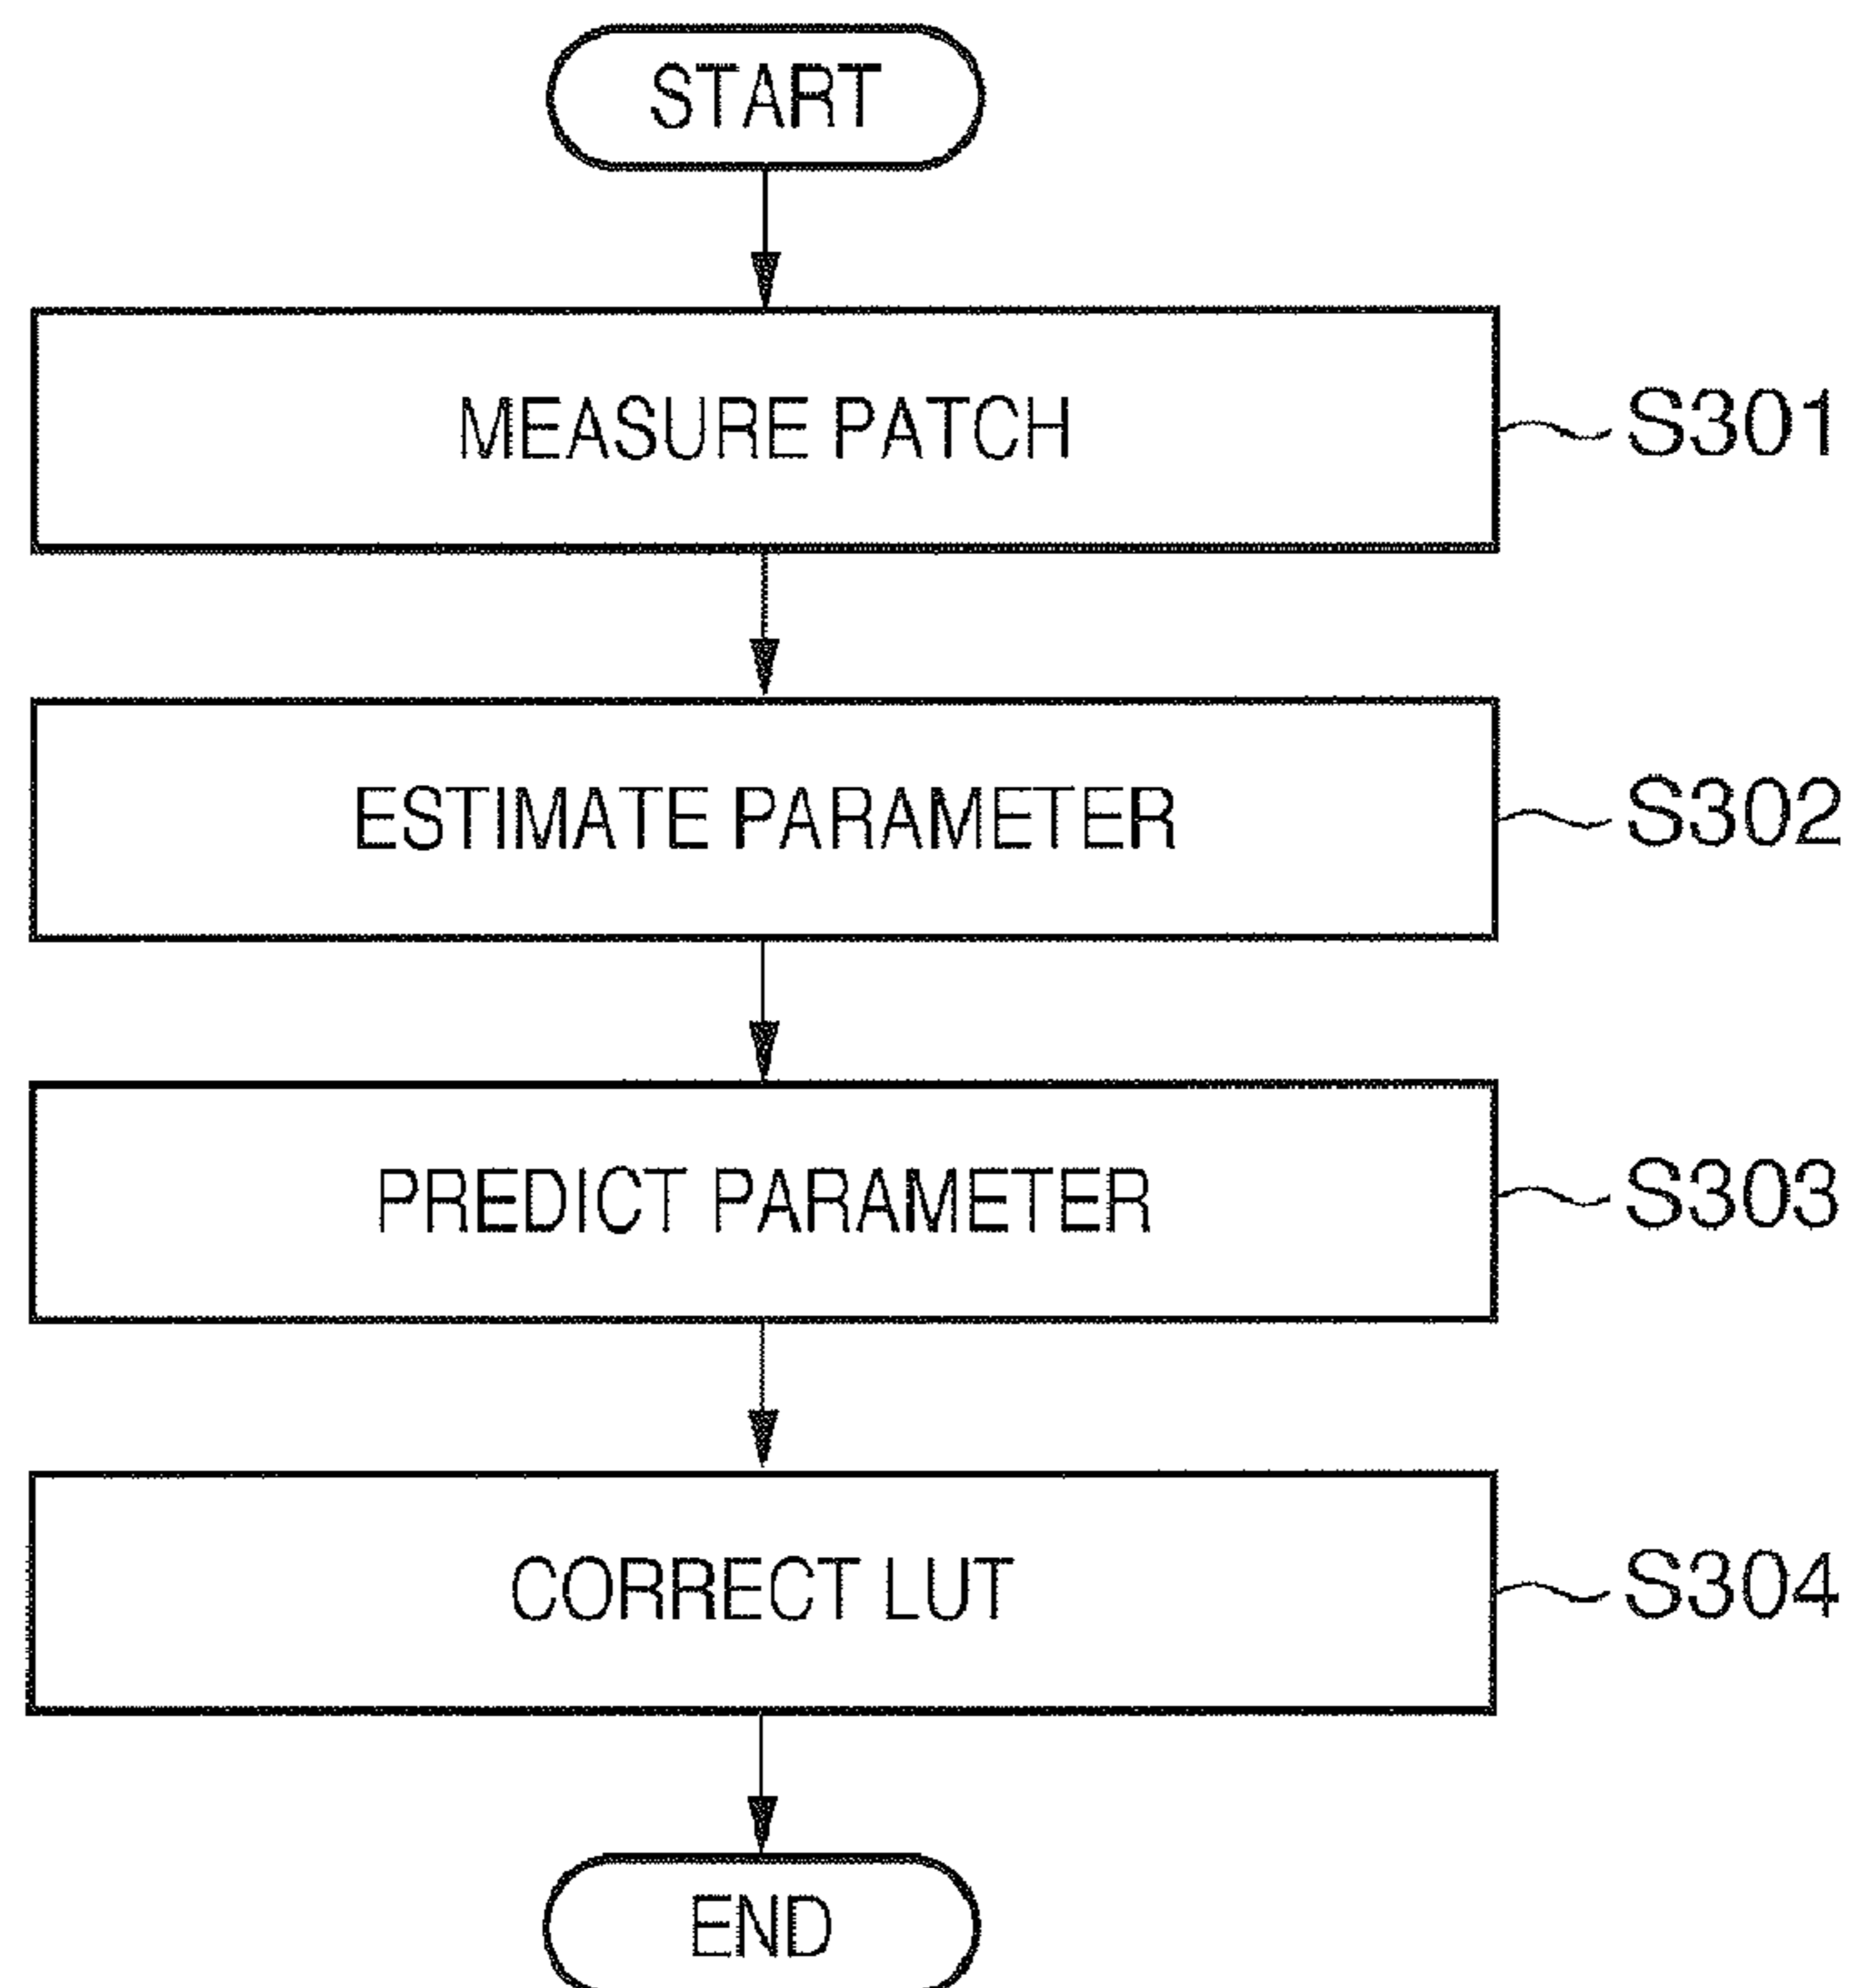 START
MEASURE PATCH
S301
ESTIMATE PARAMETER
S302
PREDICT PARAMETER
S303
CORRECT LUT
S304
END